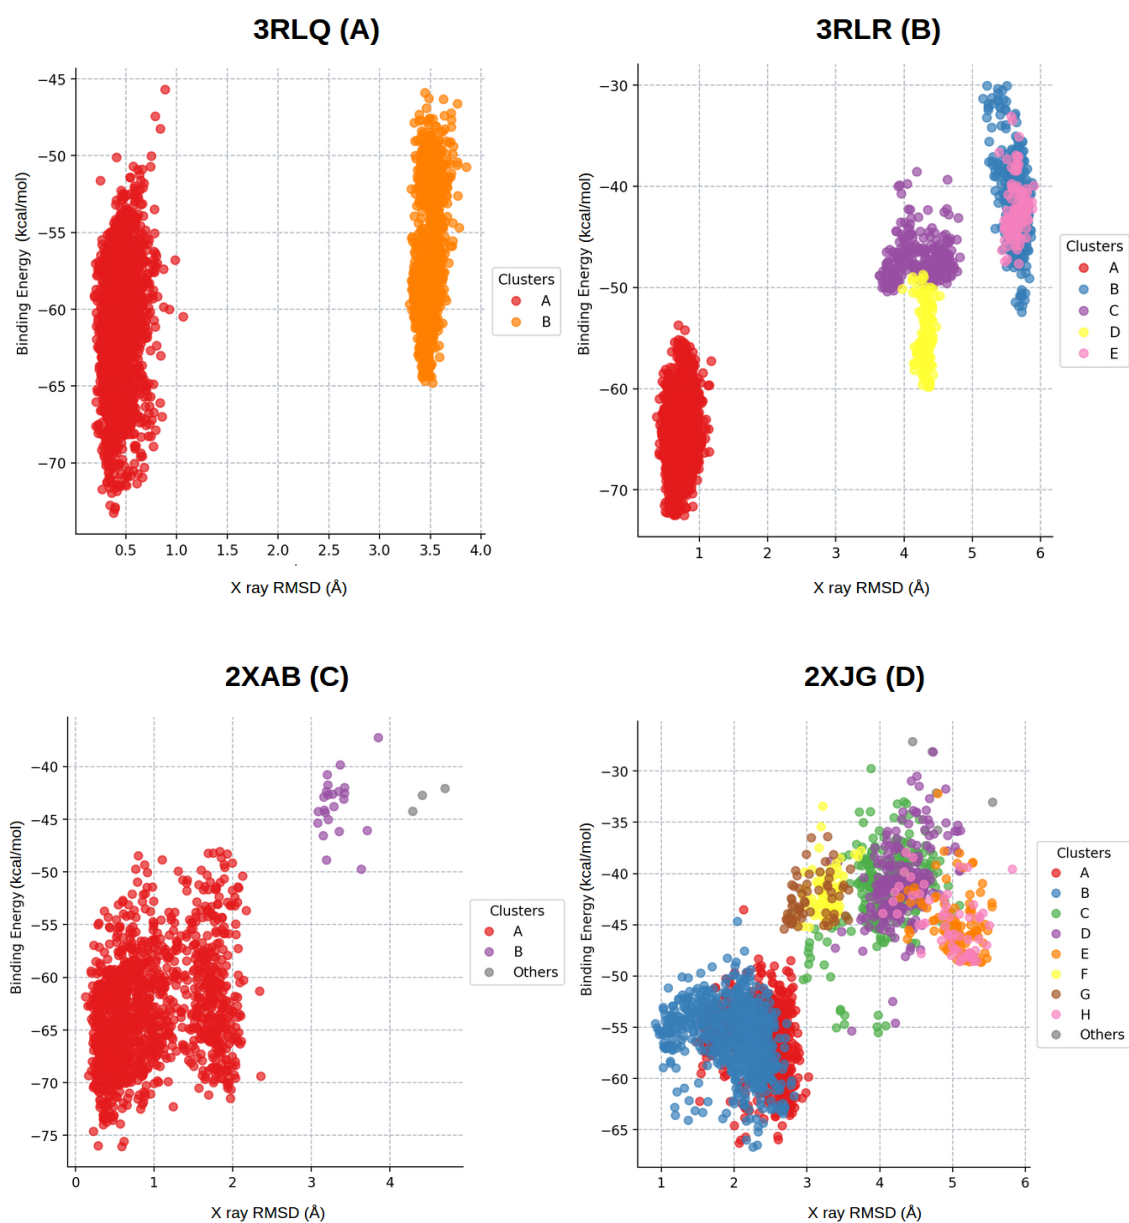 3RLQ (A)
−45
−50
−55
−60
−65
−70
Binding Energy (kcal/mol)
0.5 1.0 1.5 2.0 2.5 3.0 3.5 4.0
X ray RMSD (Å)
Clusters
A
B
3RLR (B)
−30
−40
−50
−60
−70
Binding Energy (kcal/mol)
1 2 3 4 5 6
X ray RMSD (Å)
Clusters
A
B
C
D
E
2XAB (C)
−40
−45
−50
−55
−60
−65
−70
−75
Binding Energy (kcal/mol)
0 1 2 3 4
X ray RMSD (Å)
Clusters
A
B
Others
2XJG (D)
−30
−35
−40
−45
−50
−55
−60
−65
Binding Energy (kcal/mol)
1 2 3 4 5 6
X ray RMSD (Å)
Clusters
A
B
C
D
E
F
G
H
Others